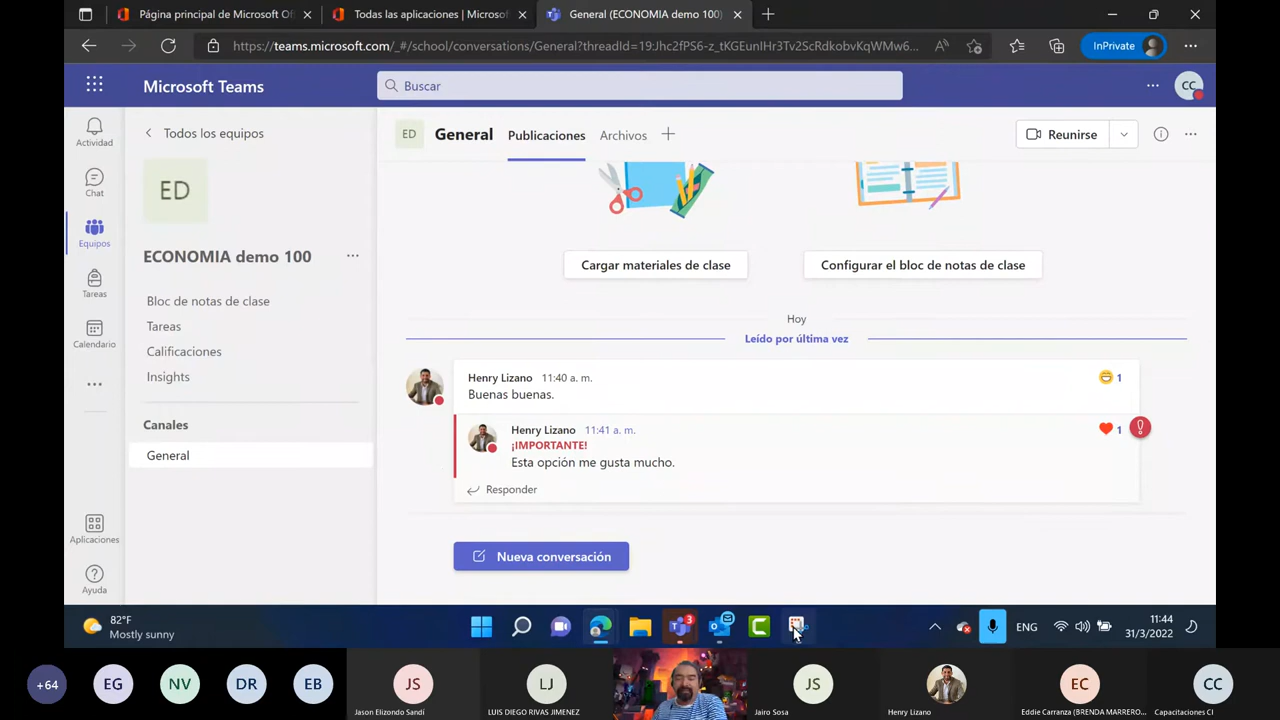 Página principal de Microsoft Of
Todas las aplicaciones | Microsof
General (ECONOMIA demo 100)
https://teams.microsoft.com/_#/school/conversations/General?threadId=19:Jhc2fPS6-z_tKGEunIHr3Tv2ScRdkobvKqWMw6...
InPrivate
Microsoft Teams
Buscar
CC
Actividad
Chat
Equipos
Tareas
Calendario
Aplicaciones
Ayuda
Todos los equipos
ED
ECONOMIA demo 100
Bloc de notas de clase
Tareas
Calificaciones
Insights
Canales
General
ED
General
Publicaciones
Archivos
Reunirse
Cargar materiales de clase
Configurar el bloc de notas de clase
Hoy
Leído por última vez
Henry Lizano 11:40 a. m.
1
Buenas buenas.
Henry Lizano 11:41 a. m.
1
¡IMPORTANTE!
Esta opción me gusta mucho.
Responder
Nueva conversación
82°F
Mostly sunny
3
ENG
11:44
31/3/2022
+64
EG
NV
DR
EB
JS
Jason Elizondo Sandí
LJ
LUIS DIEGO RIVAS JIMENEZ
JS
Jairo Sosa
Henry Lizano
EC
Eddie Carranza (BRENDA MARRERO...
CC
Capacitaciones CI